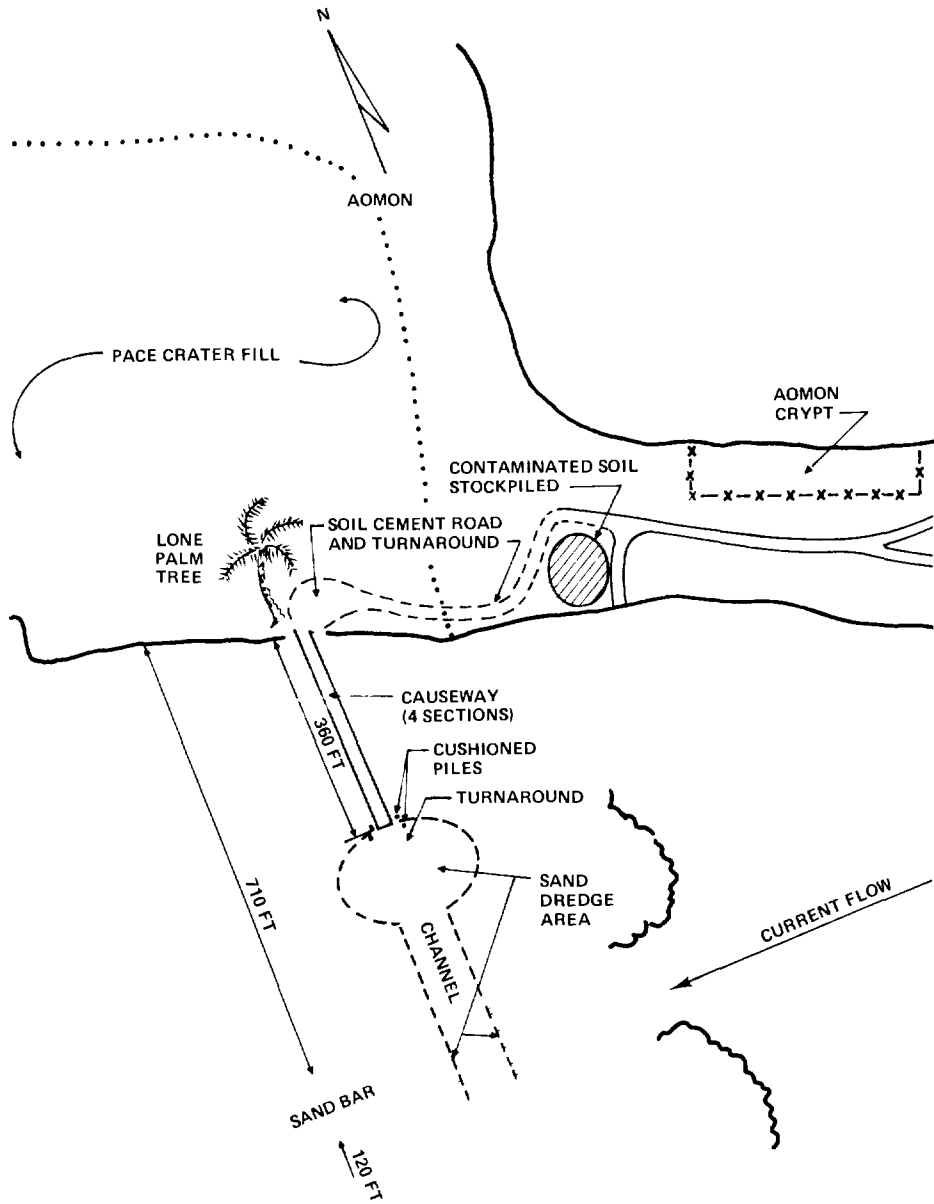 N
AOMON
PACE CRATER FILL
AOMON
CRYPT
CONTAMINATED SOIL
STOCKPILED
SOIL CEMENT ROAD
AND TURNAROUND
LONE
PALM
TREE
CAUSEWAY
(4 SECTIONS)
360 FT
CUSHIONED
PILES
TURNAROUND
SAND
DREDGE
AREA
710 FT
CHANNEL
CURRENT FLOW
SAND BAR
120 FT